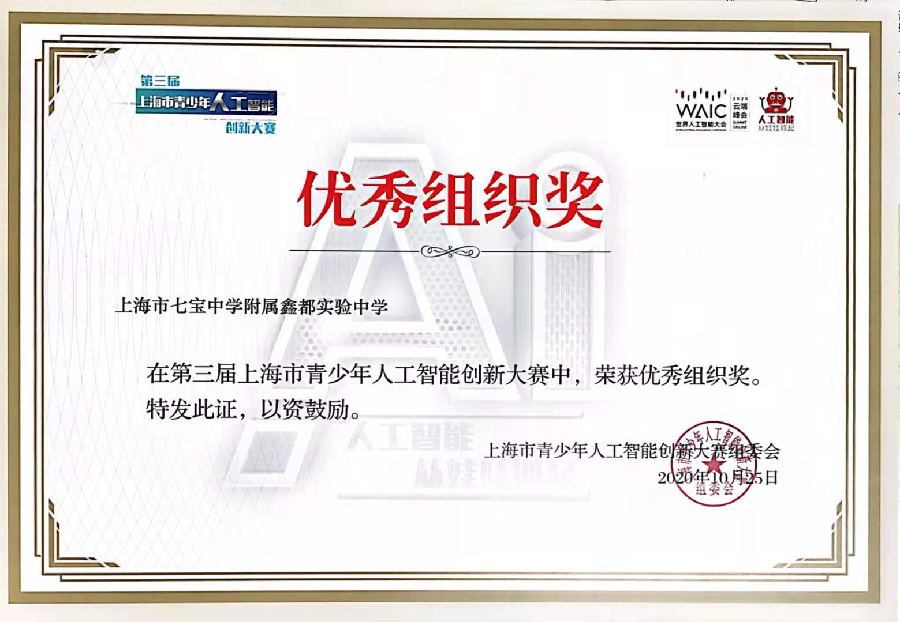 第三届
上海市青少年人工智能
创新大赛
WAIC
世界人工智能大会
2020
云端
峰会
SUMMIT
ONLINE
人工智能
从娃娃抓起
优秀组织奖
上海市七宝中学附属鑫都实验中学
在第三届上海市青少年人工智能创新大赛中，荣获优秀组织奖。
特发此证，以资鼓励。
人工智能
从娃娃抓起
上海市青少年人工智能创新大赛组委会
2020年10月25日
组委会